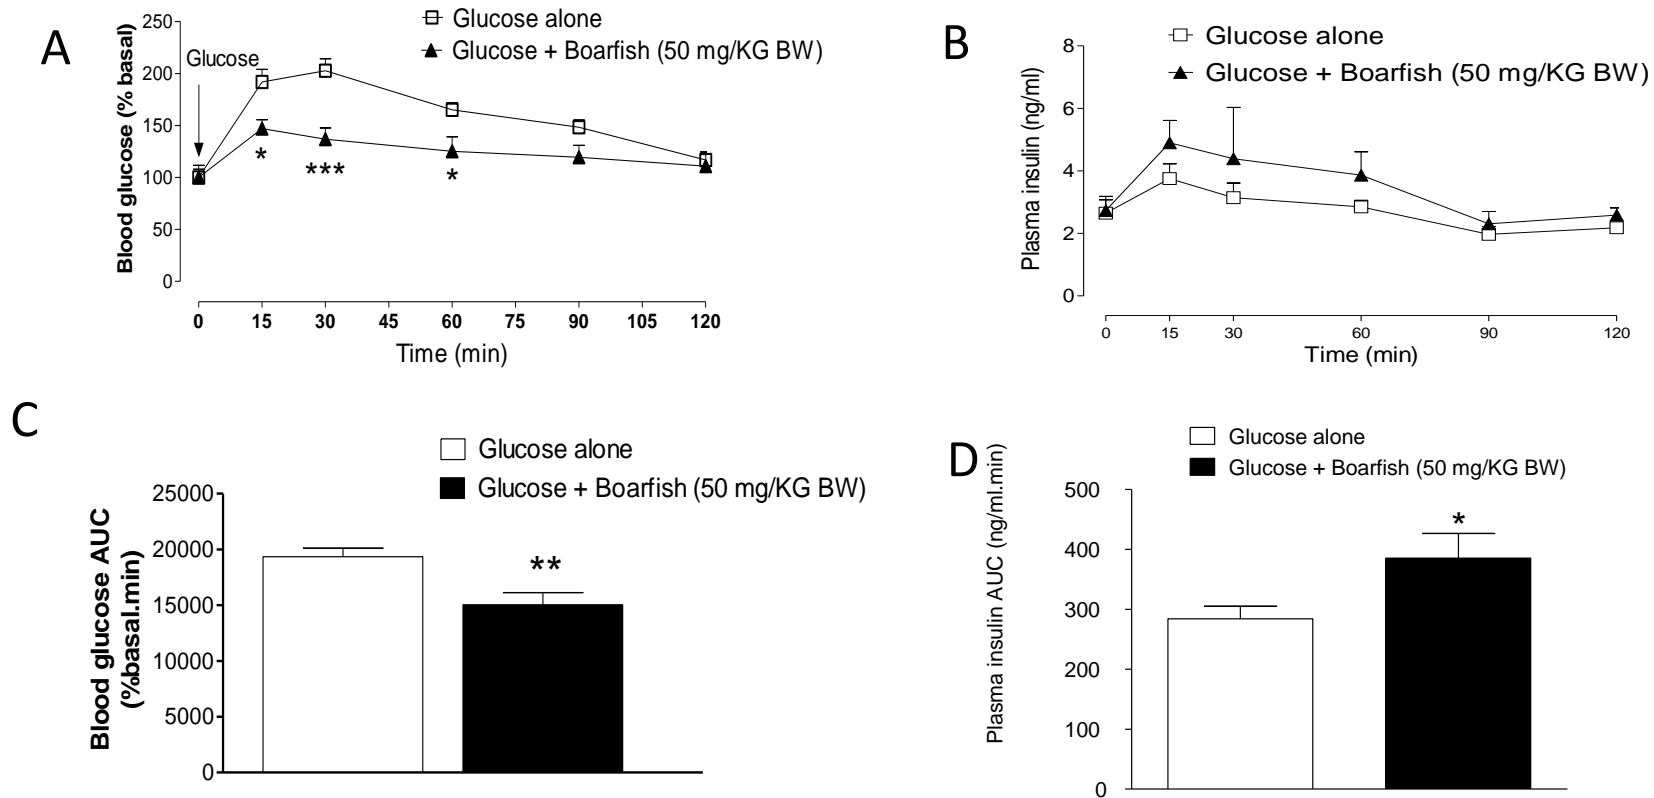 A
Glucose alone
Glucose + Boarfish (50 mg/KG BW)
Blood glucose (% basal)
250
200
150
100
50
0
Glucose
*
***
*
0 15 30 45 60 75 90 105 120
Time (min)
B
Glucose alone
Glucose + Boarfish (50 mg/KG BW)
Plasma insulin (ng/ml)
8
6
4
2
0
0 15 30 60 90 120
Time (min)
C
Glucose alone
Glucose + Boarfish (50 mg/KG BW)
Blood glucose AUC
(%basal.min)
25000
20000
15000
10000
5000
0
**
D
Glucose alone
Glucose + Boarfish (50 mg/KG BW)
Plasma insulin AUC (ng/ml.min)
500
400
300
200
100
0
*